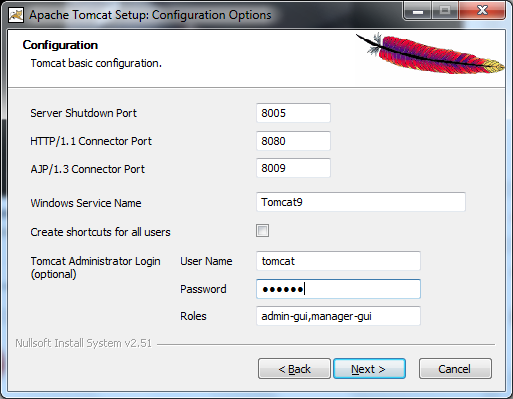 Apache Tomcat Setup: Configuration Options
Configuration
Tomcat basic configuration.
Server Shutdown Port 8005
HTTP/1.1 Connector Port 8080
AJP/1.3 Connector Port 8009
Windows Service Name Tomcat9
Create shortcuts for all users
Tomcat Administrator Login (optional) User Name tomcat
Password ●●●●●●
Roles admin-gui,manager-gui
Nullsoft Install System v2.51
< Back Next > Cancel